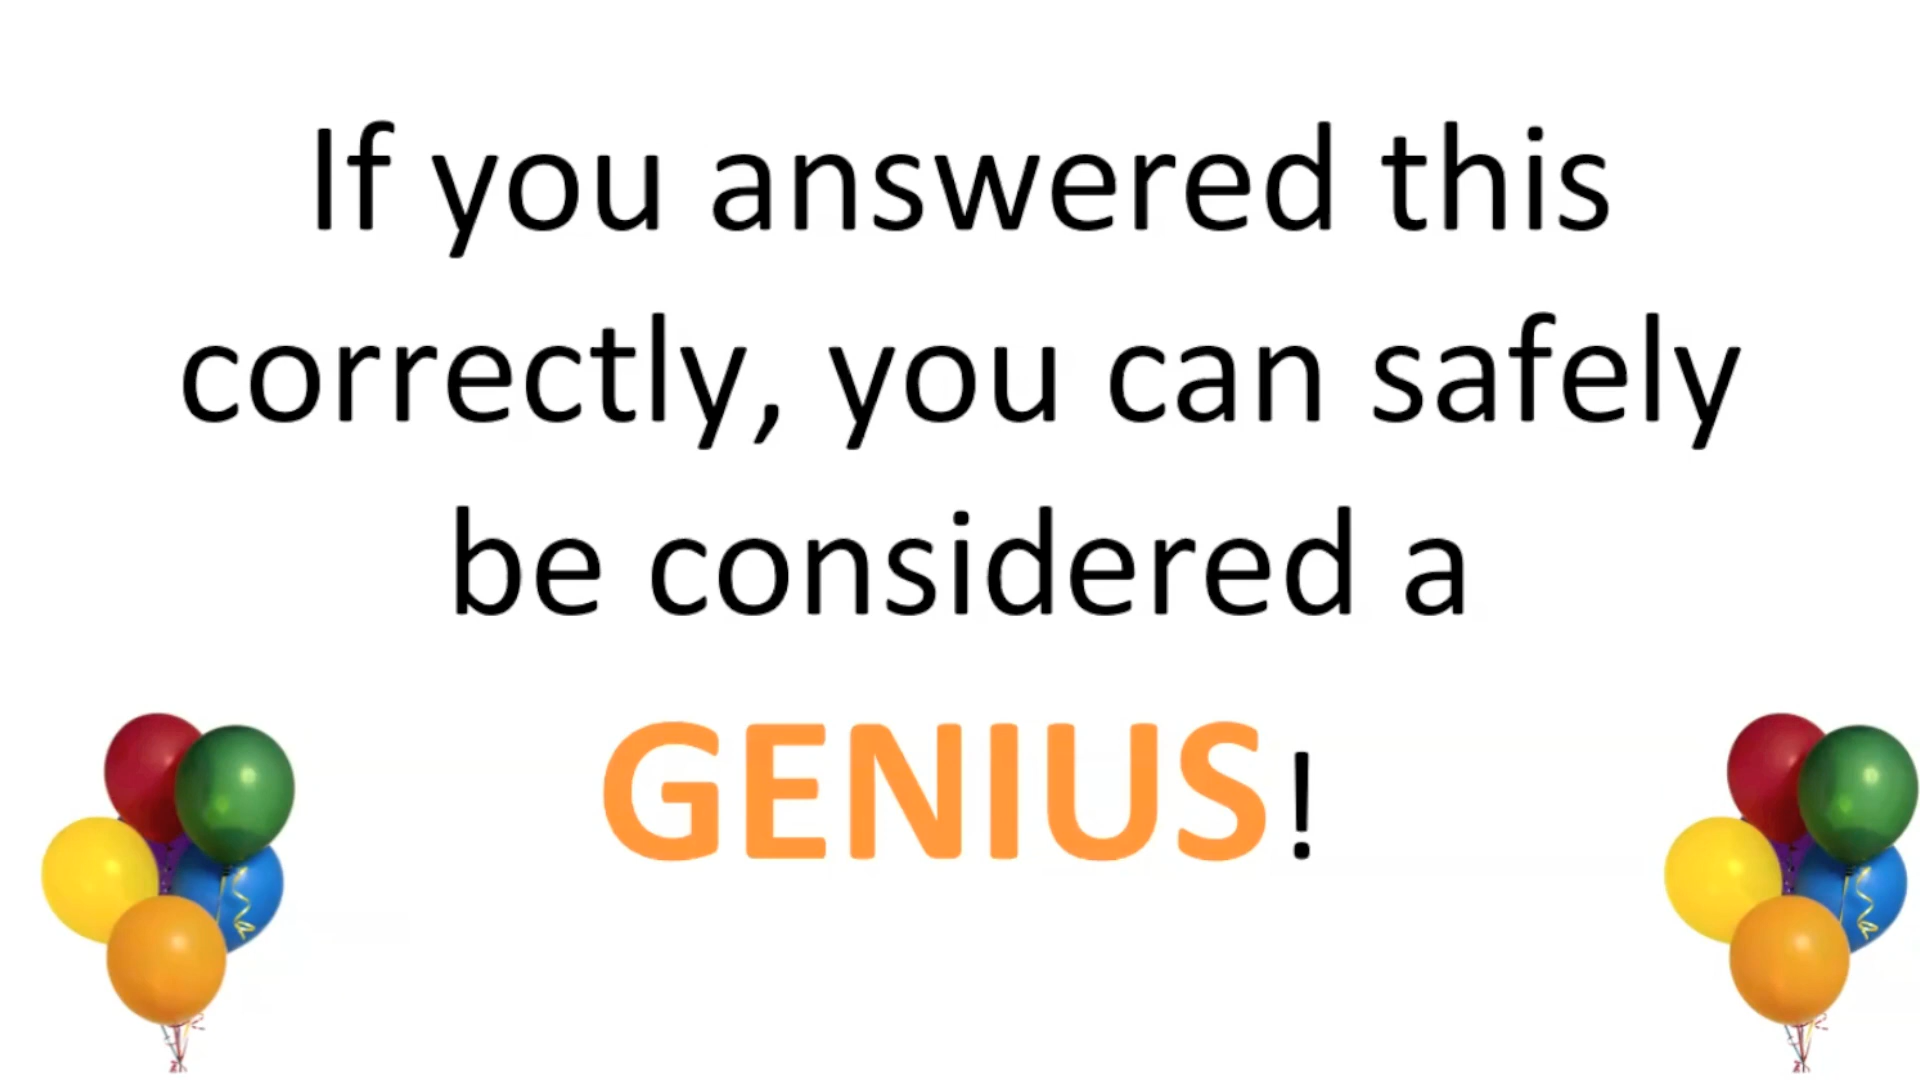 If you answered this
correctly, you can safely
be considered a
GENIUS!